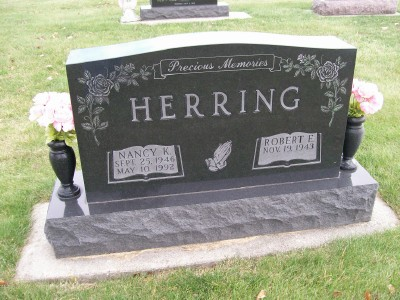 Precious Memories
HERRING
NANCY K.
SEPT. 25, 1946
MAY 10, 1992
ROBERT E.
NOV. 19, 1943